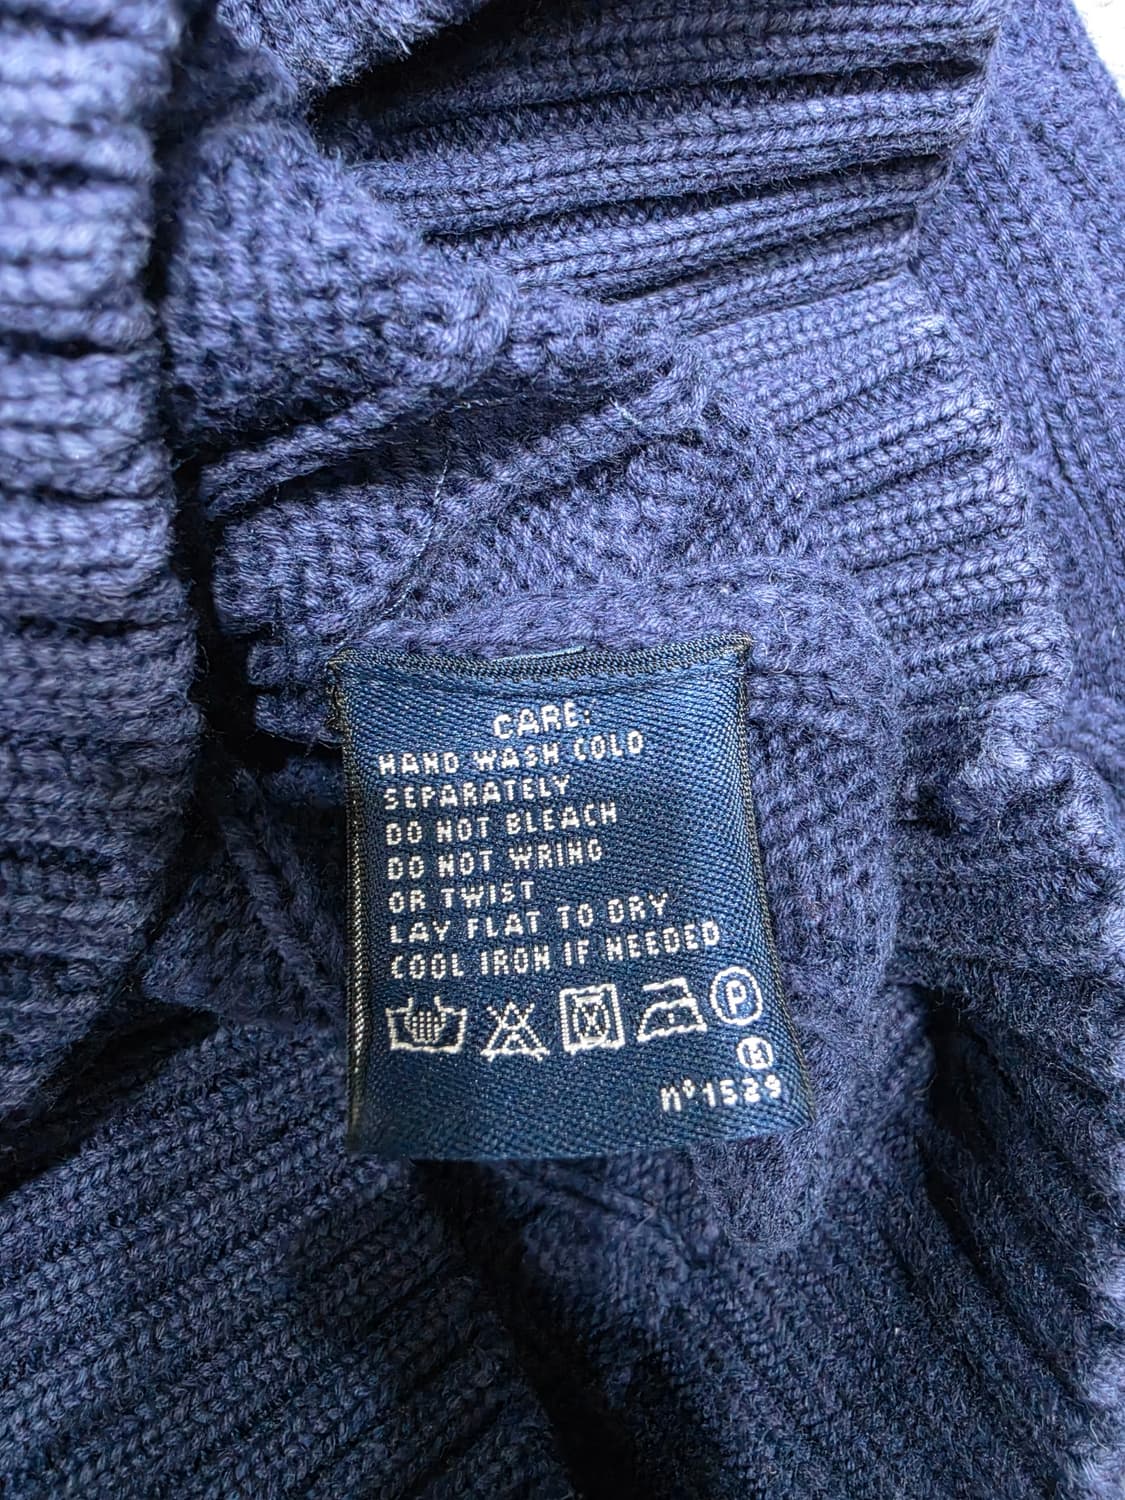 CARE:
HAND WASH COLD
SEPARATELY
DO NOT BLEACH
DO NOT WRING
OR TWIST
LAY FLAT TO DRY
COOL IRON IF NEEDED
P
n°1529